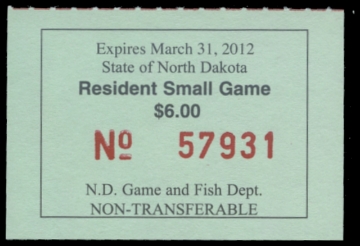 Expires March 31, 2012
State of North Dakota
Resident Small Game
$6.00
Nº 57931
N.D. Game and Fish Dept.
NON-TRANSFERABLE